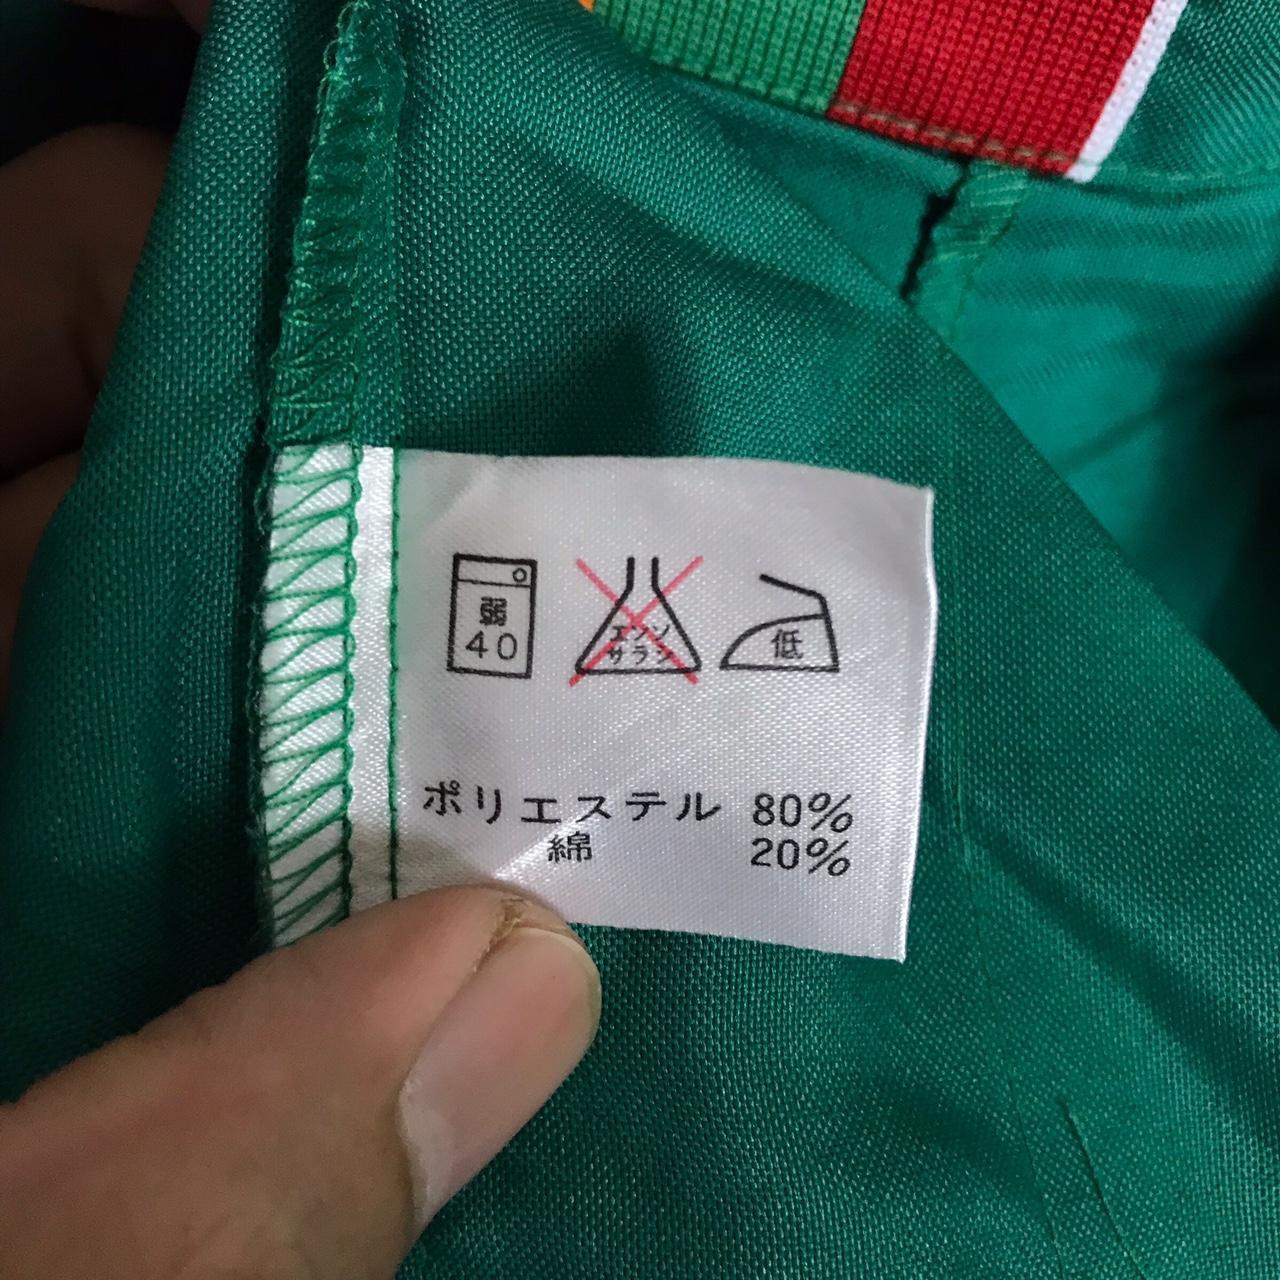 弱
40
エンソ
サラシ
低
ポリエステル 80%
綿 20%